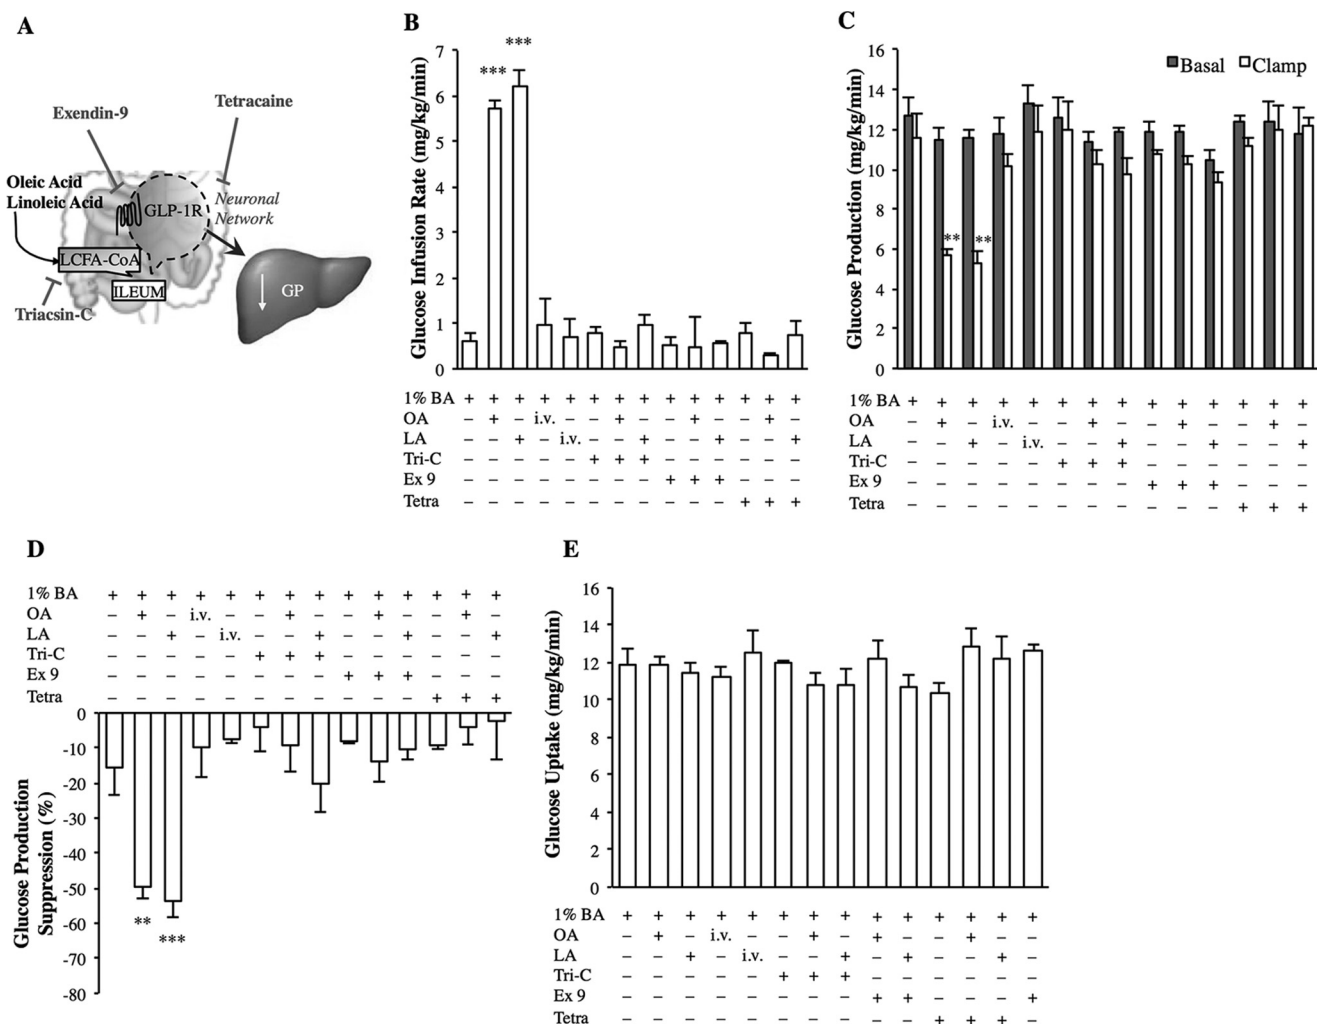 A
Exendin-9
Tetracaine
Oleic Acid
Linoleic Acid
GLP-1R
Neuronal
Network
LCFA-CoA
ILEUM
Triacsin-C
GP
B
Glucose Infusion Rate (mg/kg/min)
7
6
5
4
3
2
1
0
*** ***
1% BA + + + + + + + + + + + + + +
OA – + – i.v. – – + – – + – – + –
LA – – + – i.v. – – + – – + – – +
Tri-C – – – – – + + + – – – – – –
Ex 9 – – – – – – – – + + + – – –
Tetra – – – – – – – – – – – + + +
C
Glucose Production (mg/kg/min)
16
14
12
10
8
6
4
2
0
Basal Clamp
** **
1% BA + + + + + + + + + + + + + +
OA – + – i.v. – – + – – + – – + –
LA – – + – i.v. – – + – – + – – +
Tri-C – – – – – + + + – – – – – –
Ex 9 – – – – – – – – + + + – – –
Tetra – – – – – – – – – – – + + +
D
1% BA + + + + + + + + + + + + + +
OA – + – i.v. – – + – – + – – + –
LA – – + – i.v. – – + – – + – – +
Tri-C – – – – – + + + – – – – – –
Ex 9 – – – – – – – – + + + – – –
Tetra – – – – – – – – – – – + + +
Glucose Production
Suppression (%)
0
-10
-20
-30
-40
-50
-60
-70
-80
** ***
E
Glucose Uptake (mg/kg/min)
16
14
12
10
8
6
4
2
0
1% BA + + + + + + + + + + + + + +
OA – + – i.v. – – + – + – – + – –
LA – – + – i.v. – – + – + – – + –
Tri-C – – – – – + + + – – – – – –
Ex 9 – – – – – – – – + + – – – +
Tetra – – – – – – – – – – + + + –